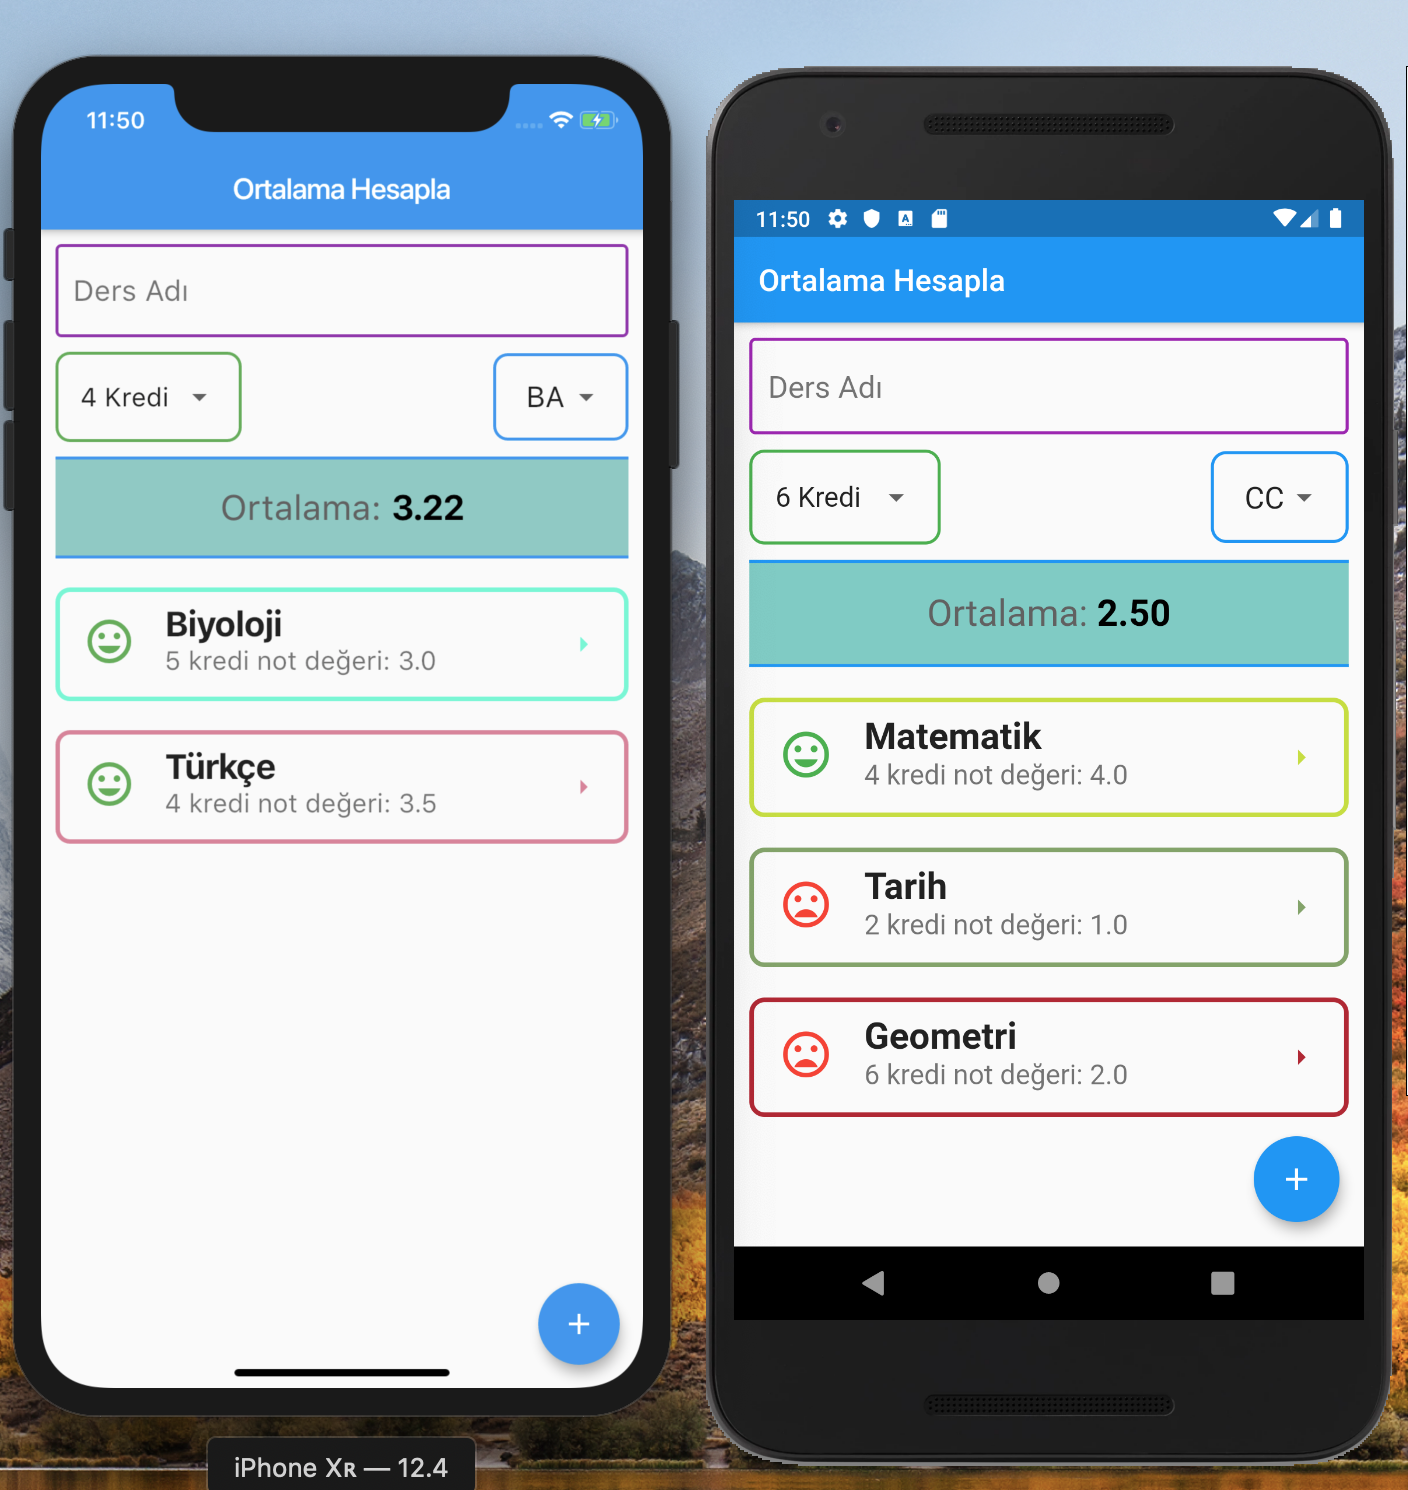 11:50
Ortalama Hesapla
Ders Adı
4 Kredi
BA
Ortalama: 3.22
Biyoloji
5 kredi not değeri: 3.0
Türkçe
4 kredi not değeri: 3.5
+
iPhone Xʀ — 12.4
11:50
A
Ortalama Hesapla
Ders Adı
6 Kredi
CC
Ortalama: 2.50
Matematik
4 kredi not değeri: 4.0
Tarih
2 kredi not değeri: 1.0
Geometri
6 kredi not değeri: 2.0
+